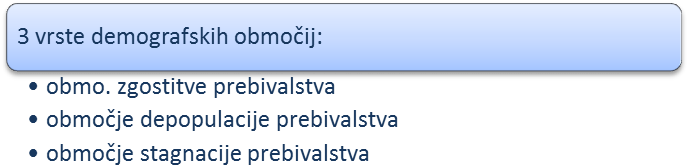 3 vrste demografskih območij:
• obmo. zgostitve prebivalstva
• območje depopulacije prebivalstva
• območje stagnacije prebivalstva